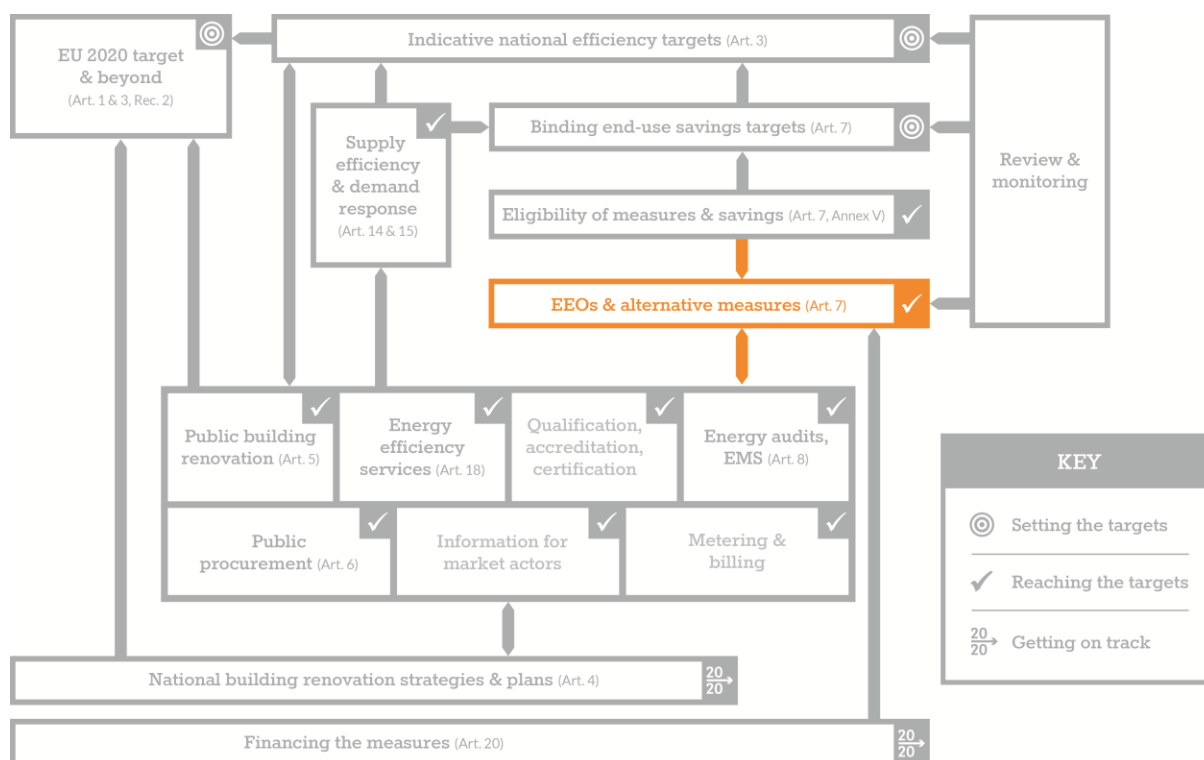 EU 2020 target
& beyond
(Art. 1 & 3, Rec. 2)
Indicative national efficiency targets (Art. 3)
Supply
efficiency
& demand
response
(Art. 14 & 15)
Binding end-use savings targets (Art. 7)
Eligibility of measures & savings (Art. 7, Annex V)
EEOs & alternative measures (Art. 7)
Review &
monitoring
Public building
renovation (Art. 5)
Energy
efficiency
services (Art. 18)
Qualification,
accreditation,
certification
Energy audits,
EMS (Art. 8)
Public
procurement (Art. 6)
Information for
market actors
Metering &
billing
National building renovation strategies & plans (Art. 4)
20
20
Financing the measures (Art. 20)
20
20
KEY
Setting the targets
Reaching the targets
20
20
Getting on track